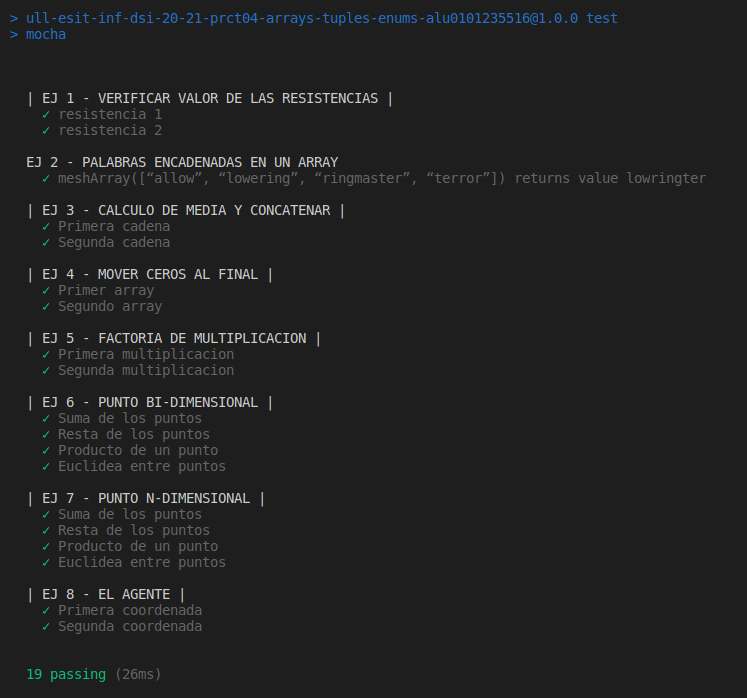 > ull-esit-inf-dsi-20-21-prct04-arrays-tuples-enums-alu0101235516@1.0.0 test
> mocha
| EJ 1 - VERIFICAR VALOR DE LAS RESISTENCIAS |
✓ resistencia 1
✓ resistencia 2
EJ 2 - PALABRAS ENCADENADAS EN UN ARRAY
✓ meshArray([“allow”, “lowering”, “ringmaster”, “terror”]) returns value lowringter
| EJ 3 - CALCULO DE MEDIA Y CONCATENAR |
✓ Primera cadena
✓ Segunda cadena
| EJ 4 - MOVER CEROS AL FINAL |
✓ Primer array
✓ Segundo array
| EJ 5 - FACTORIA DE MULTIPLICACION |
✓ Primera multiplicacion
✓ Segunda multiplicacion
| EJ 6 - PUNTO BI-DIMENSIONAL |
✓ Suma de los puntos
✓ Resta de los puntos
✓ Producto de un punto
✓ Euclidea entre puntos
| EJ 7 - PUNTO N-DIMENSIONAL |
✓ Suma de los puntos
✓ Resta de los puntos
✓ Producto de un punto
✓ Euclidea entre puntos
| EJ 8 - EL AGENTE |
✓ Primera coordenada
✓ Segunda coordenada
19 passing (26ms)